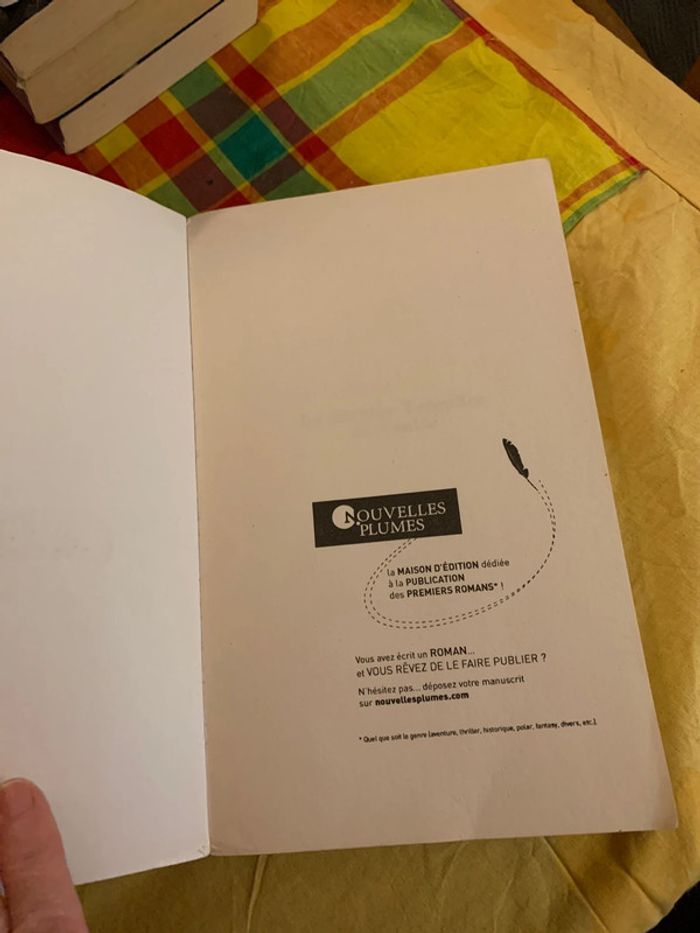 NOUVELLES
PLUMES
la MAISON D'ÉDITION dédiée
à la PUBLICATION
des PREMIERS ROMANS* !
Vous avez écrit un ROMAN...
et VOUS RÊVEZ DE LE FAIRE PUBLIER ?
N'hésitez pas... déposez votre manuscrit
sur nouvellesplumes.com
* Quel que soit le genre (aventure, thriller, historique, polar, fantasy, divers, etc.).